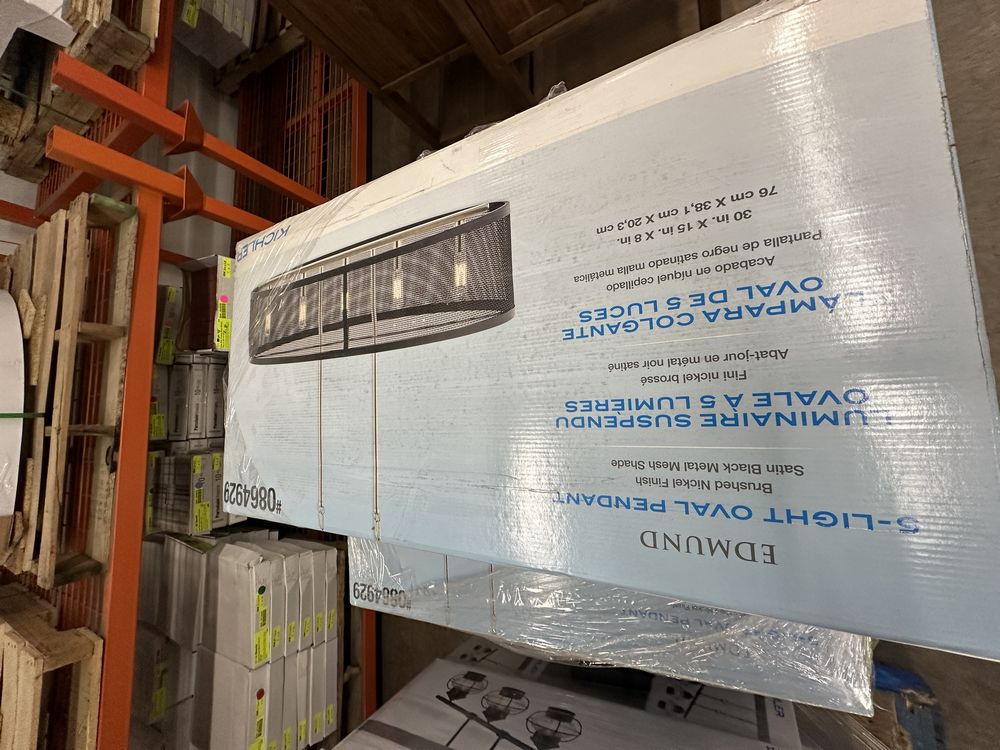 EDMUND
5-LIGHT OVAL PENDANT
Brushed Nickel Finish
Satin Black Metal Mesh Shade
LUMINAIRE SUSPENDU
OVALE À 5 LUMIÈRES
Fini nickel brossé
Abat-jour en métal noir satiné
LÁMPARA COLGANTE
OVAL DE 5 LUCES
Acabado en níquel cepillado
Pantalla de negro satinado malla metálica
30 in. X 15 in. X 8 in.
76 cm X 38,1 cm X 20,3 cm
#0864929
KICHLER
#0864929
OVAL PENDANT